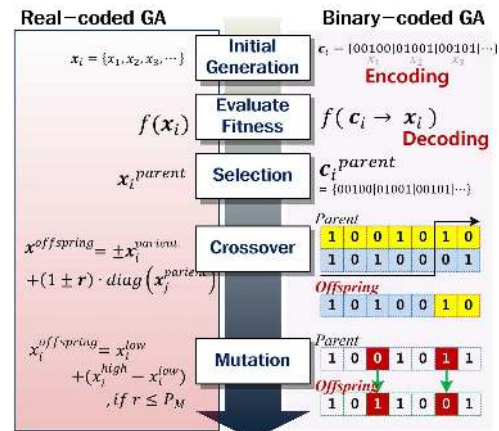 Real-coded GA
Binary-coded GA
x_i = {x_1, x_2, x_3, ⋯}
Initial
Generation
c_i = {00100|01001|00101|⋯}
x_1 x_2 x_3
Encoding
f(x_i)
Evaluate
Fitness
f( c_i → x_i )
Decoding
x_i^parent
Selection
c_i^parent
= {00100|01001|00101|⋯}
Crossover
x^offspring = ±x_i^parient
+(1 ± r) · diag(x_j^parient)
Parent
1 0 0 1 0 1 0
1 0 1 0 0 0 1
Offspring
1 0 1 0 0 1 0
Mutation
x_i^offspring = x_i^low
+(x_i^high − x_i^low)
, if r ≤ P_M
Parent
1 0 0 1 0 1 1
Offspring
1 0 1 1 0 0 1